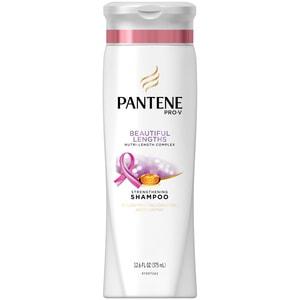 PANTENE
PRO-V
BEAUTIFUL
LENGTHS
NUTRI-LENGTH COMPLEX
STRENGTHENING
SHAMPOO
12.6 FL OZ (375 mL)